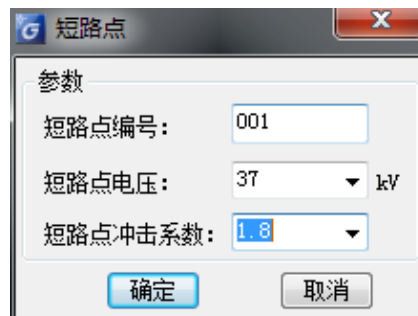 短路点
参数
短路点编号: 001
短路点电压: 37 kV
短路点冲击系数: 1.8
确定 取消